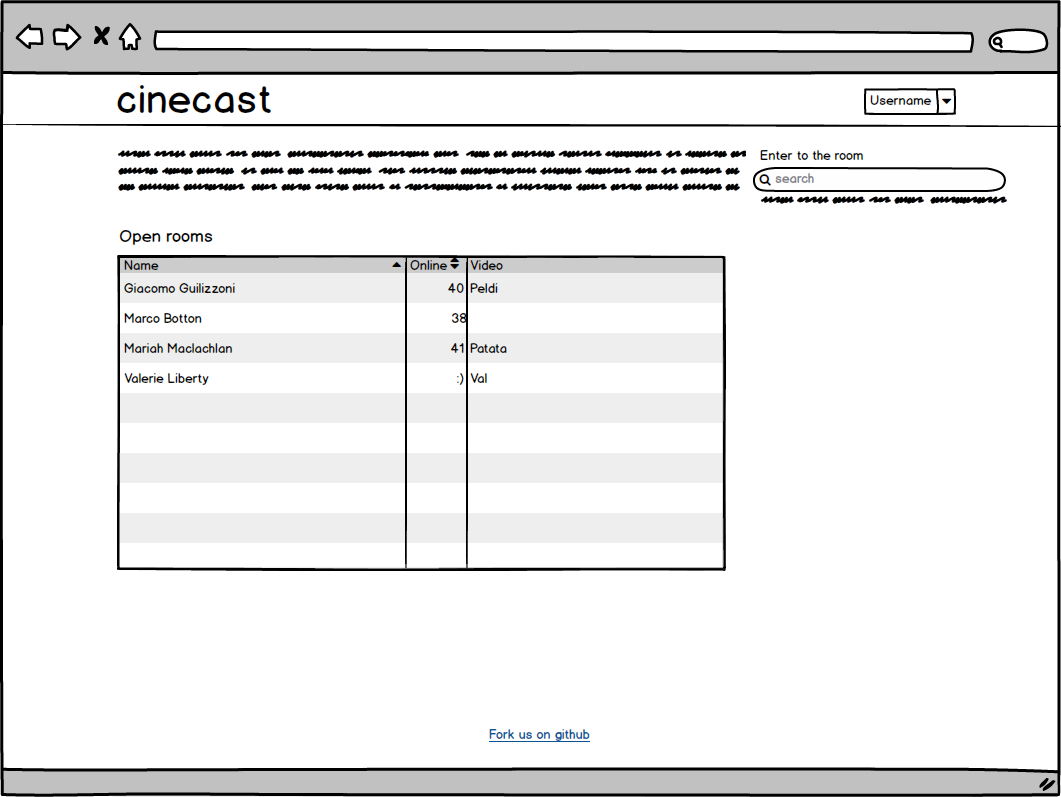 cinecast
Username
Enter to the room
search
Open rooms
Name Online Video
Giacomo Guilizzoni 40 Peldi
Marco Botton 38
Mariah Maclachlan 41 Patata
Valerie Liberty :) Val
Fork us on github